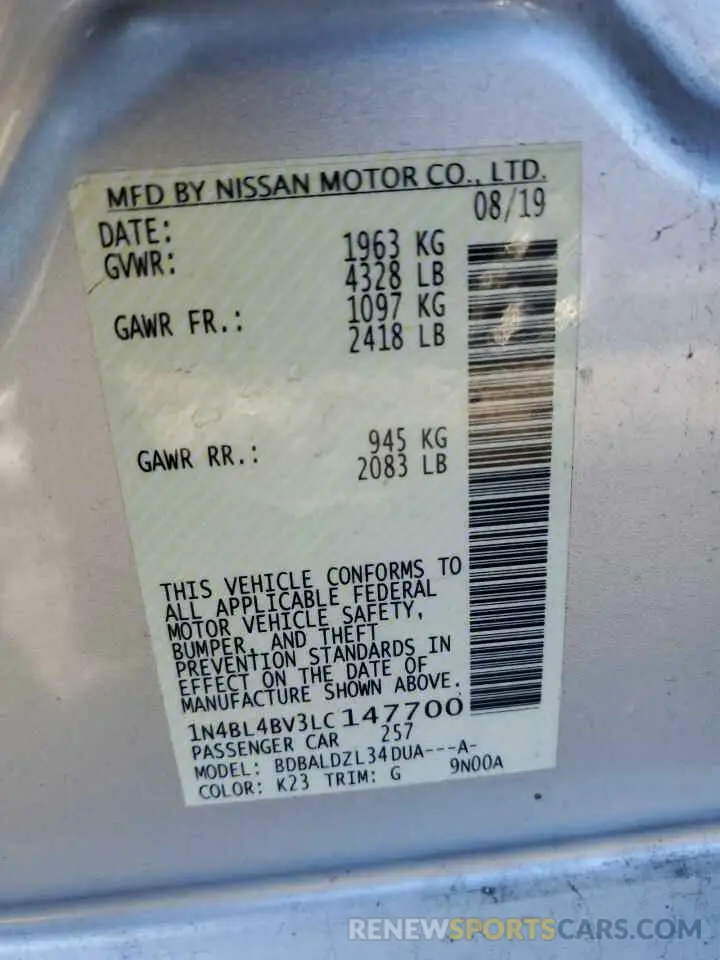 MFD BY NISSAN MOTOR CO., LTD.
DATE: 08/19
GVWR: 1963 KG
4328 LB
GAWR FR.: 1097 KG
2418 LB
GAWR RR.: 945 KG
2083 LB
THIS VEHICLE CONFORMS TO
ALL APPLICABLE FEDERAL
MOTOR VEHICLE SAFETY,
BUMPER, AND THEFT
PREVENTION STANDARDS IN
EFFECT ON THE DATE OF
MANUFACTURE SHOWN ABOVE.
1N4BL4BV3LC147700
PASSENGER CAR 257
MODEL: BDBALDZL34DUA---A-
COLOR: K23 TRIM: G 9N00A
RENEWSPORTSCARS.COM